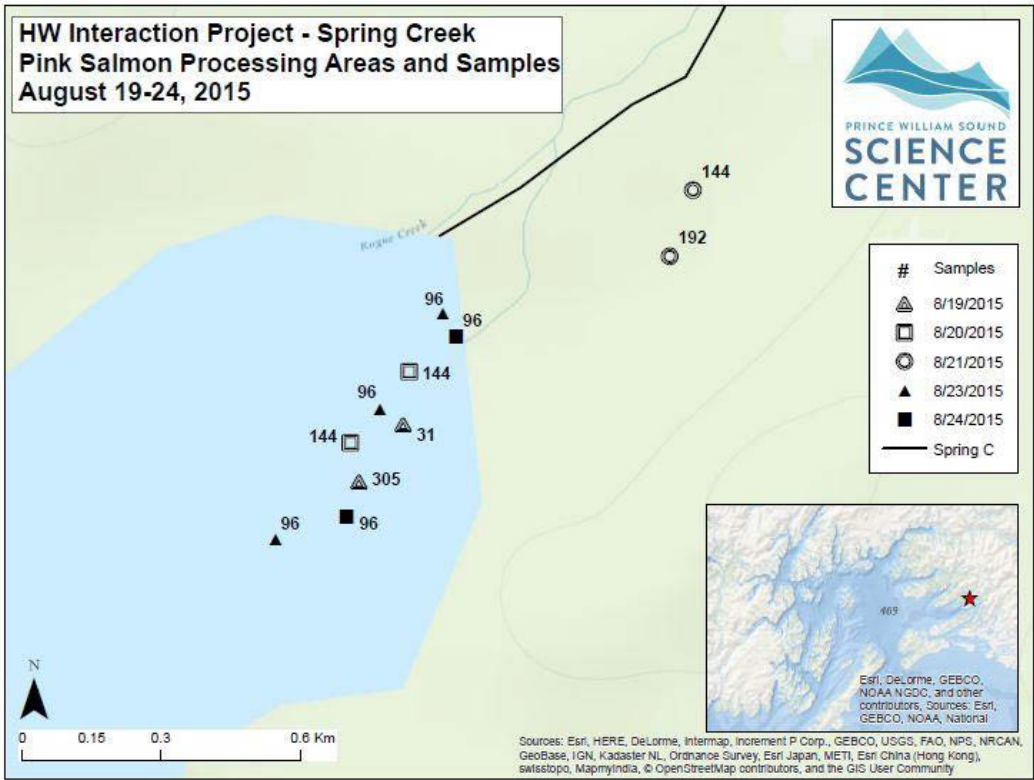 HW Interaction Project - Spring Creek
Pink Salmon Processing Areas and Samples
August 19-24, 2015
PRINCE WILLIAM SOUND
SCIENCE
CENTER
144
192
Rogue Creek
96
96
144
96
31
144
305
96
96
# Samples
8/19/2015
8/20/2015
8/21/2015
8/23/2015
8/24/2015
Spring C
469
Esri, DeLorme, GEBCO,
NOAA NGDC, and other
contributors, Sources: Esri,
GEBCO, NOAA, National
N
0 0.15 0.3 0.6 Km
Sources: Esri, HERE, DeLorme, Intermap, increment P Corp., GEBCO, USGS, FAO, NPS, NRCAN,
GeoBase, IGN, Kadaster NL, Ordnance Survey, Esri Japan, METI, Esri China (Hong Kong),
swisstopo, MapmyIndia, © OpenStreetMap contributors, and the GIS User Community